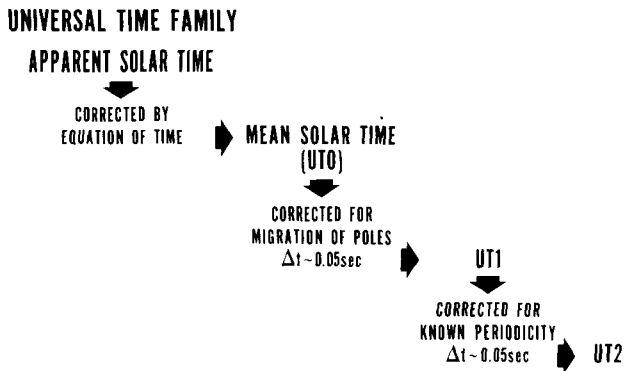 UNIVERSAL TIME FAMILY
APPARENT SOLAR TIME
CORRECTED BY
EQUATION OF TIME
MEAN SOLAR TIME
(UTO)
CORRECTED FOR
MIGRATION OF POLES
Δt~0.05sec
UT1
CORRECTED FOR
KNOWN PERIODICITY
Δt~0.05sec
UT2